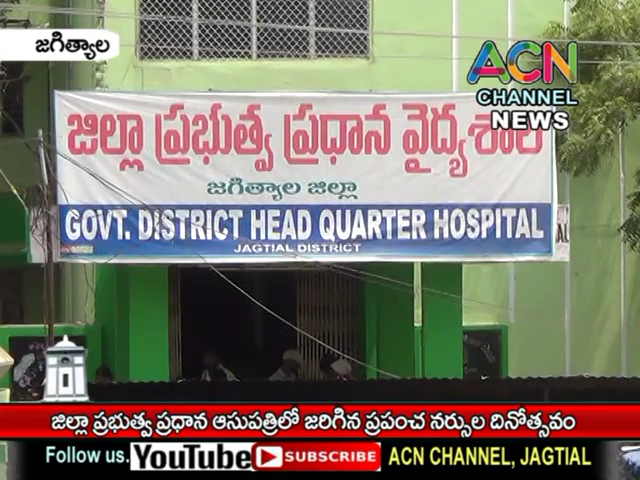 జగిత్యాల
ACN
CHANNEL
NEWS
జిల్లా ప్రభుత్వ ప్రధాన వైద్యశాల
జగిత్యాల జిల్లా
GOVT. DISTRICT HEAD QUARTER HOSPITAL
JAGTIAL DISTRICT
AL
జిల్లా ప్రభుత్వ ప్రధాన ఆసుపత్రిలో జరిగిన ప్రపంచ నర్సుల దినోత్సవం
Follow us. YouTube SUBSCRIBE ACN CHANNEL, JAGTIAL